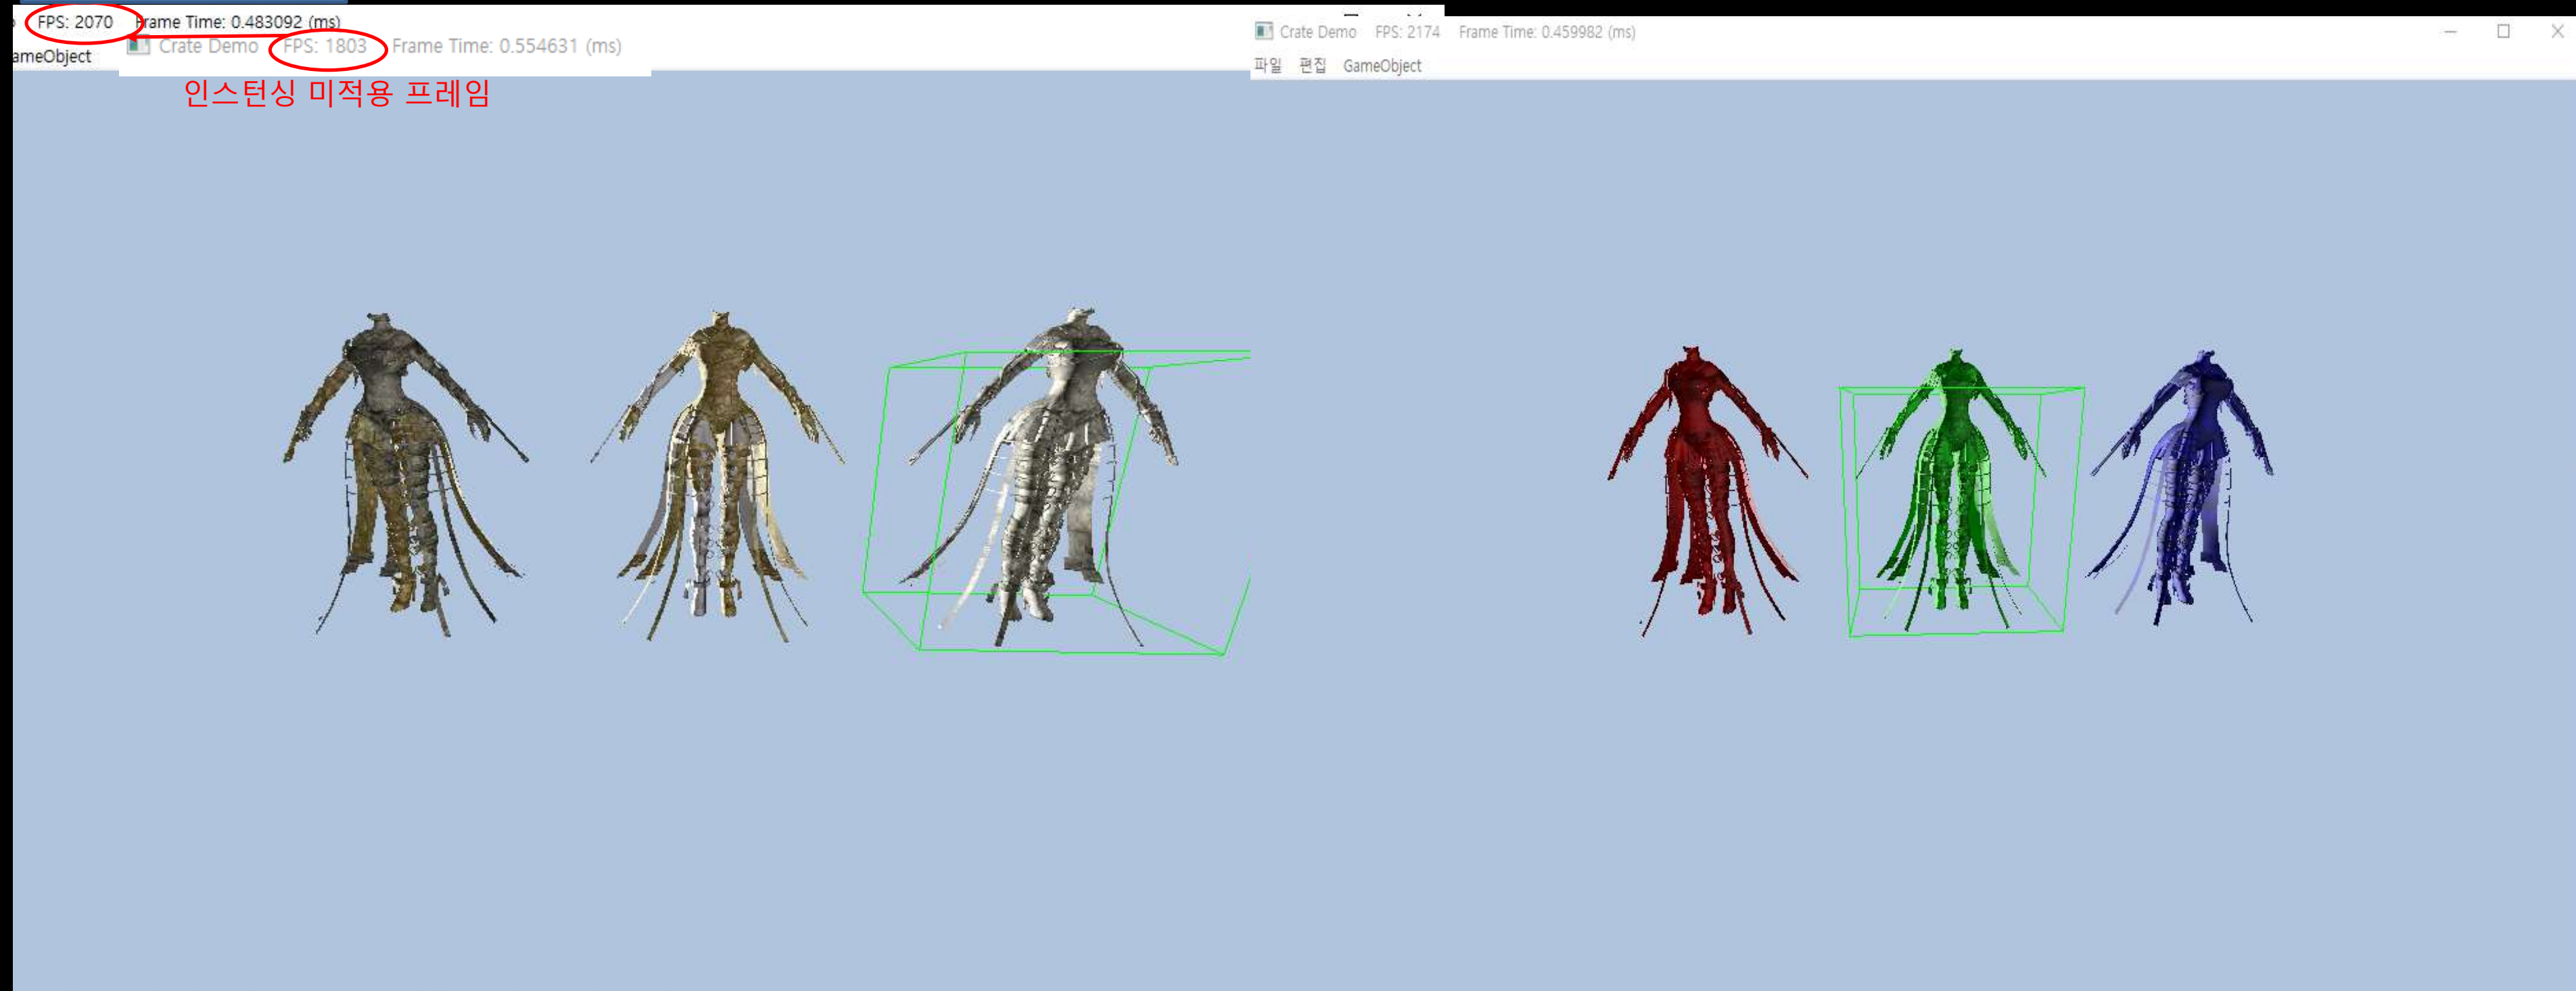 FPS: 2070 Frame Time: 0.483092 (ms)
ameObject
Crate Demo FPS: 1803 Frame Time: 0.554631 (ms)
인스턴싱 미적용 프레임
Crate Demo FPS: 2174 Frame Time: 0.459982 (ms)
파일 편집 GameObject